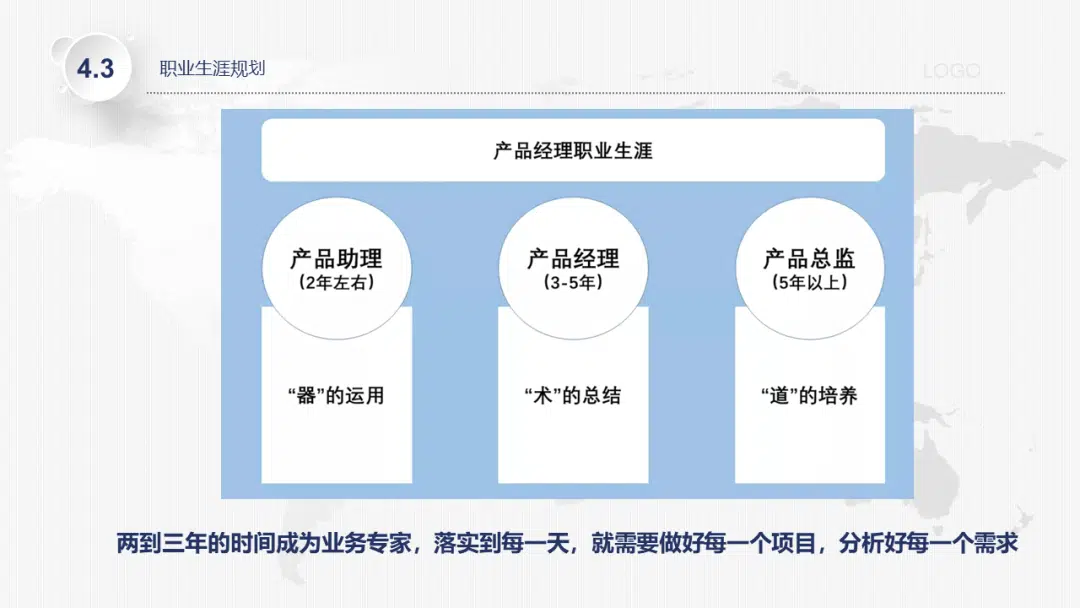 4.3
职业生涯规划
LOGO
产品经理职业生涯
产品助理
(2年左右)
产品经理
(3-5年)
产品总监
(5年以上)
“器”的运用
“术”的总结
“道”的培养
两到三年的时间成为业务专家，落实到每一天，就需要做好每一个项目，分析好每一个需求